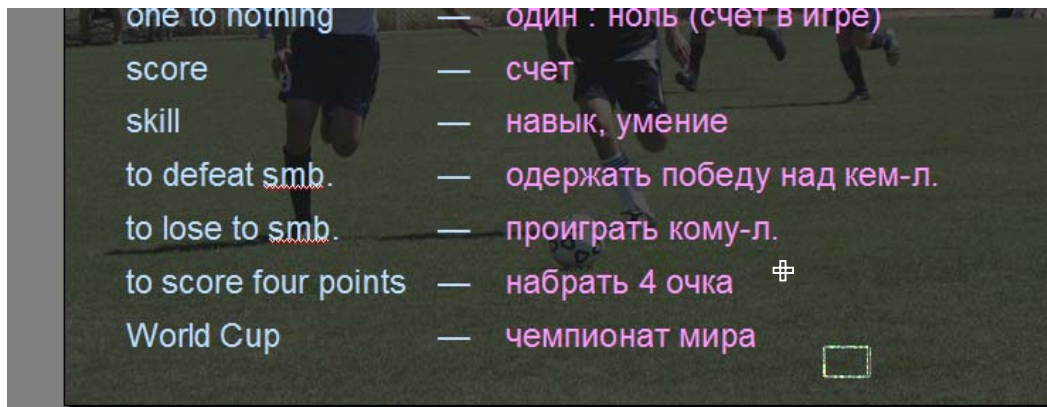 one to nothing — один : ноль (счет в игре)
score — счет
skill — навык, умение
to defeat smb. — одержать победу над кем-л.
to lose to smb. — проиграть кому-л.
to score four points — набрать 4 очка
World Cup — чемпионат мира